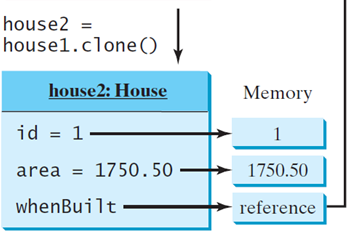 house2 =
house1.clone()
house2: House
Memory
id = 1
1
area = 1750.50
1750.50
whenBuilt
reference